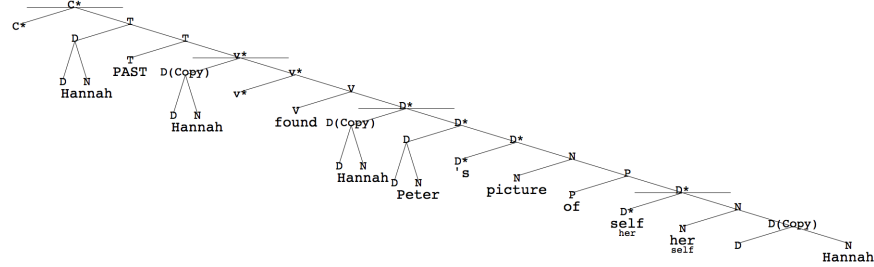 C*
C* T
D T
D N T v*
Hannah PAST D(Copy) v*
D N v* V
Hannah V D*
found D(Copy) D*
D D*
D N D N D* N
Hannah Peter 's N P
picture P D*
of D* N
self N D(Copy)
her her D N
self Hannah